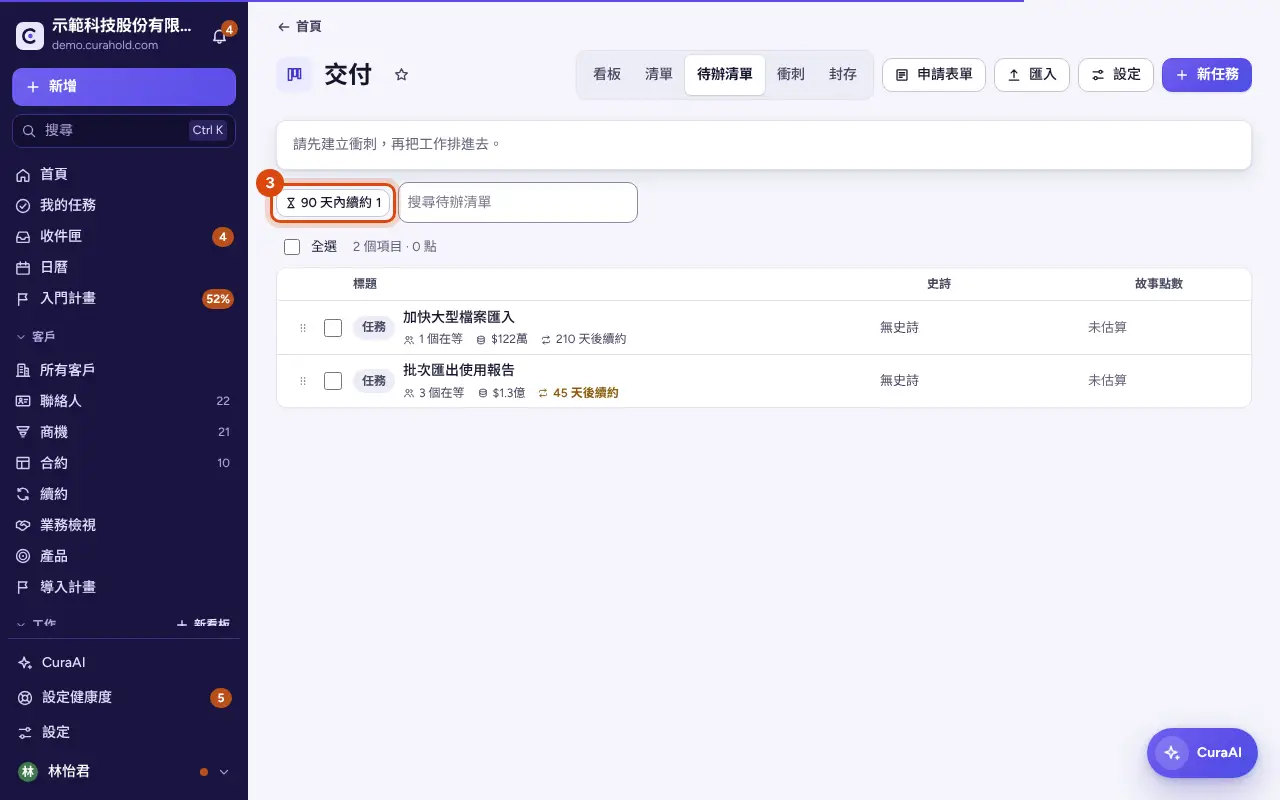 示範科技股份有限...
demo.curahold.com
4
新增
搜尋 Ctrl K
首頁
我的任務
收件匣 4
日曆
入門計畫 52%
客戶
所有客戶
聯絡人 22
商機 21
合約 10
續約
業務檢視
產品
導入計畫
工作 新看板
CuraAI
設定健康度 5
設定
林 林怡君
首頁
交付
看板 清單 待辦清單 衝刺 封存 申請表單 匯入 設定 新任務
請先建立衝刺，再把工作排進去。
3
90 天內續約 1 搜尋待辦清單
全選 2 個項目 · 0 點
標題 史詩 故事點數
任務 加快大型檔案匯入 無史詩 未估算
1 個在等 $122萬 210 天後續約
任務 批次匯出使用報告 無史詩 未估算
3 個在等 $1.3億 45 天後續約
CuraAI